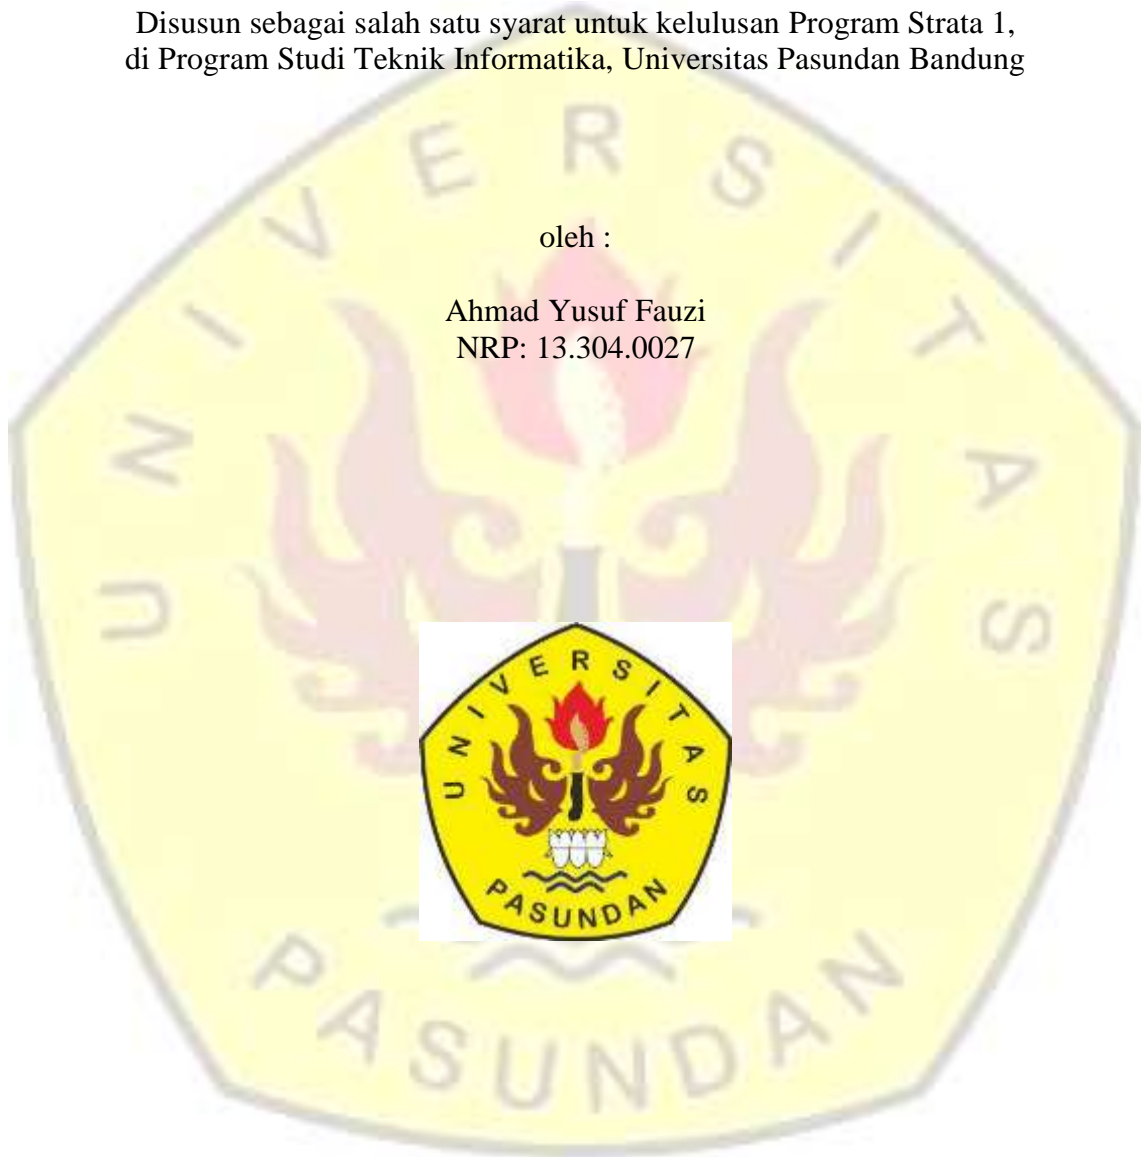 Disusun sebagai salah satu syarat untuk kelulusan Program Strata 1,
di Program Studi Teknik Informatika, Universitas Pasundan Bandung
oleh :
Ahmad Yusuf Fauzi
NRP: 13.304.0027
UNIVERSITAS
PASUNDAN
UNIVERSITAS
PASUNDAN